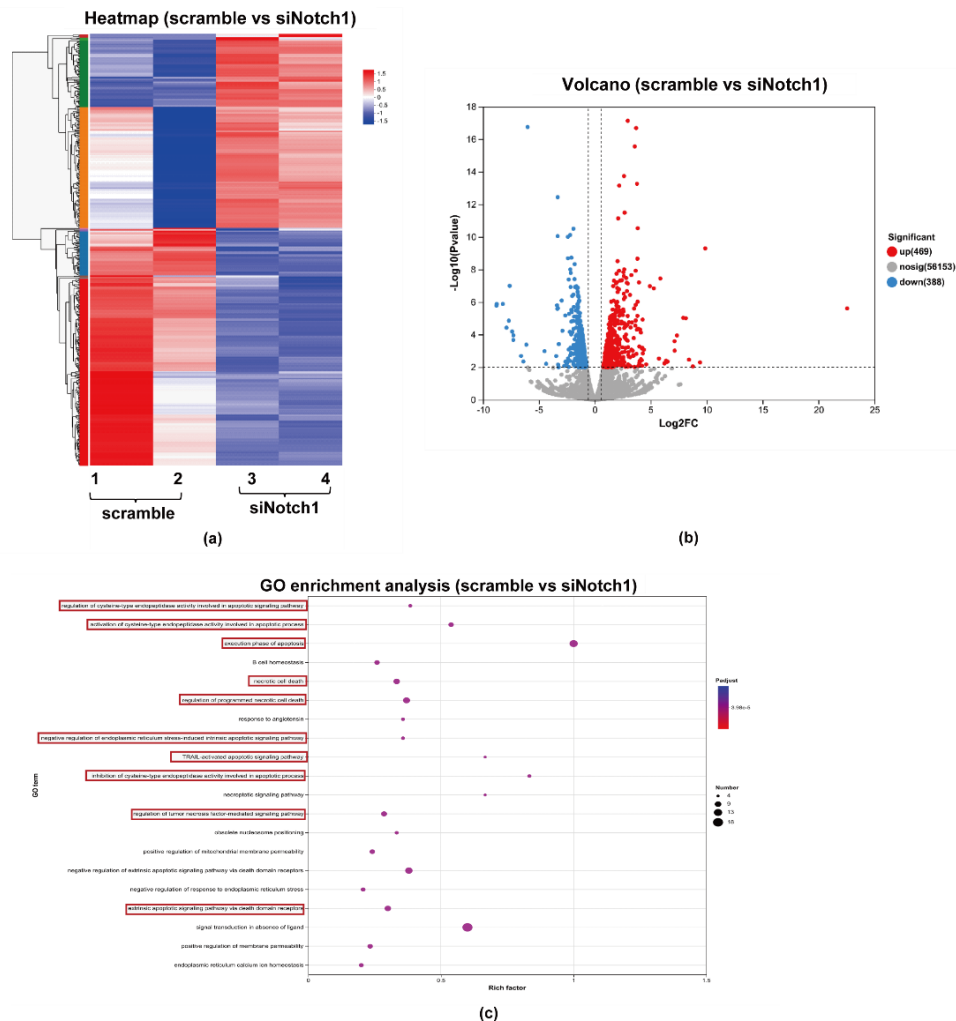 Heatmap (scramble vs siNotch1)
1.5
1
0.5
0
-0.5
-1
-1.5
1 2 3 4
scramble siNotch1
(a)
Volcano (scramble vs siNotch1)
18
16
14
12
10
8
6
4
2
0
-Log10(Pvalue)
-10 -5 0 5 10 15 20 25
Log2FC
Significant
up(469)
nosig(56153)
down(388)
(b)
GO enrichment analysis (scramble vs siNotch1)
regulation of cysteine-type endopeptidase activity involved in apoptotic signaling pathway
activation of cysteine-type endopeptidase activity involved in apoptotic process
execution phase of apoptosis
B cell homeostasis
necrotic cell death
regulation of programmed necrotic cell death
response to angiotensin
negative regulation of endoplasmic reticulum stress-induced intrinsic apoptotic signaling pathway
TRAIL-activated apoptotic signaling pathway
inhibition of cysteine-type endopeptidase activity involved in apoptotic process
necroptotic signaling pathway
regulation of tumor necrosis factor-mediated signaling pathway
obsolete nucleosome positioning
positive regulation of mitochondrial membrane permeability
negative regulation of extrinsic apoptotic signaling pathway via death domain receptors
negative regulation of response to endoplasmic reticulum stress
extrinsic apoptotic signaling pathway via death domain receptors
signal transduction in absence of ligand
positive regulation of membrane permeability
endoplasmic reticulum calcium ion homeostasis
GO term
0 0.5 1 1.5
Rich factor
Padjust
Number
4
9
13
(c)